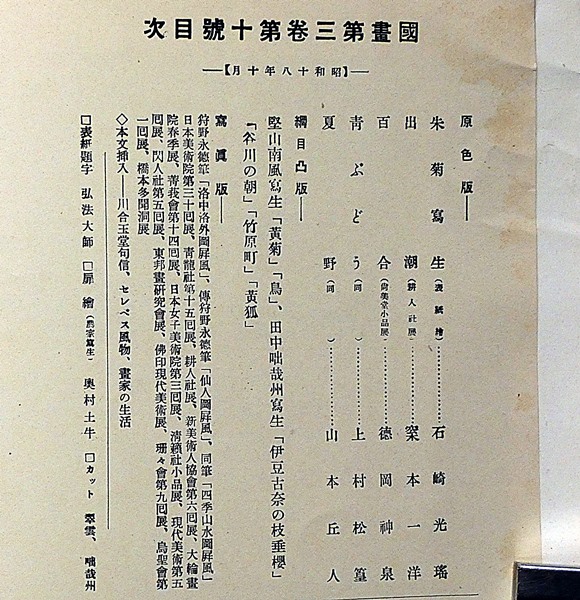 國畫第三卷第十號目次
【昭和十八年十月】
原色版
朱菊寫生(表紙繪)………石崎光瑤
出潮(耕人社展)………窠本一洋
百合(尙美堂小品展)………德岡神泉
青ぶどう(同)………上村松篁
夏野(同)………山本丘人
網目凸版
堅山南風寫生「黃菊」「鳥」、田中咄哉州寫生「伊豆古奈の枝垂櫻」
「谷川の朝」「竹原町」「黃狐」
寫眞版
狩野永德筆「洛中洛外圖屛風」、傳狩野永德筆「仙人圖屛風」、同筆「四季山水圖屛風」
日本美術院第三十回展、靑龍社第十五回展、耕人社展、新美術人協會第六回展、大輪畫
院春季展、菁我會第十四回展、日本女子美術院第三回展、淸籟社小品展、現代美術第五
回展、閃人社第五回展、東邦畫硏究會展、佛印現代美術展、珊々會第九回展、烏聖會第
一回展、橋本多聞洞展
◇本文挿入——川合玉堂句信、セレベス風物、畫家の生活
□表紙題字 弘法大師 □扉繪 奥村土牛 □カット 翠雲、咄哉州